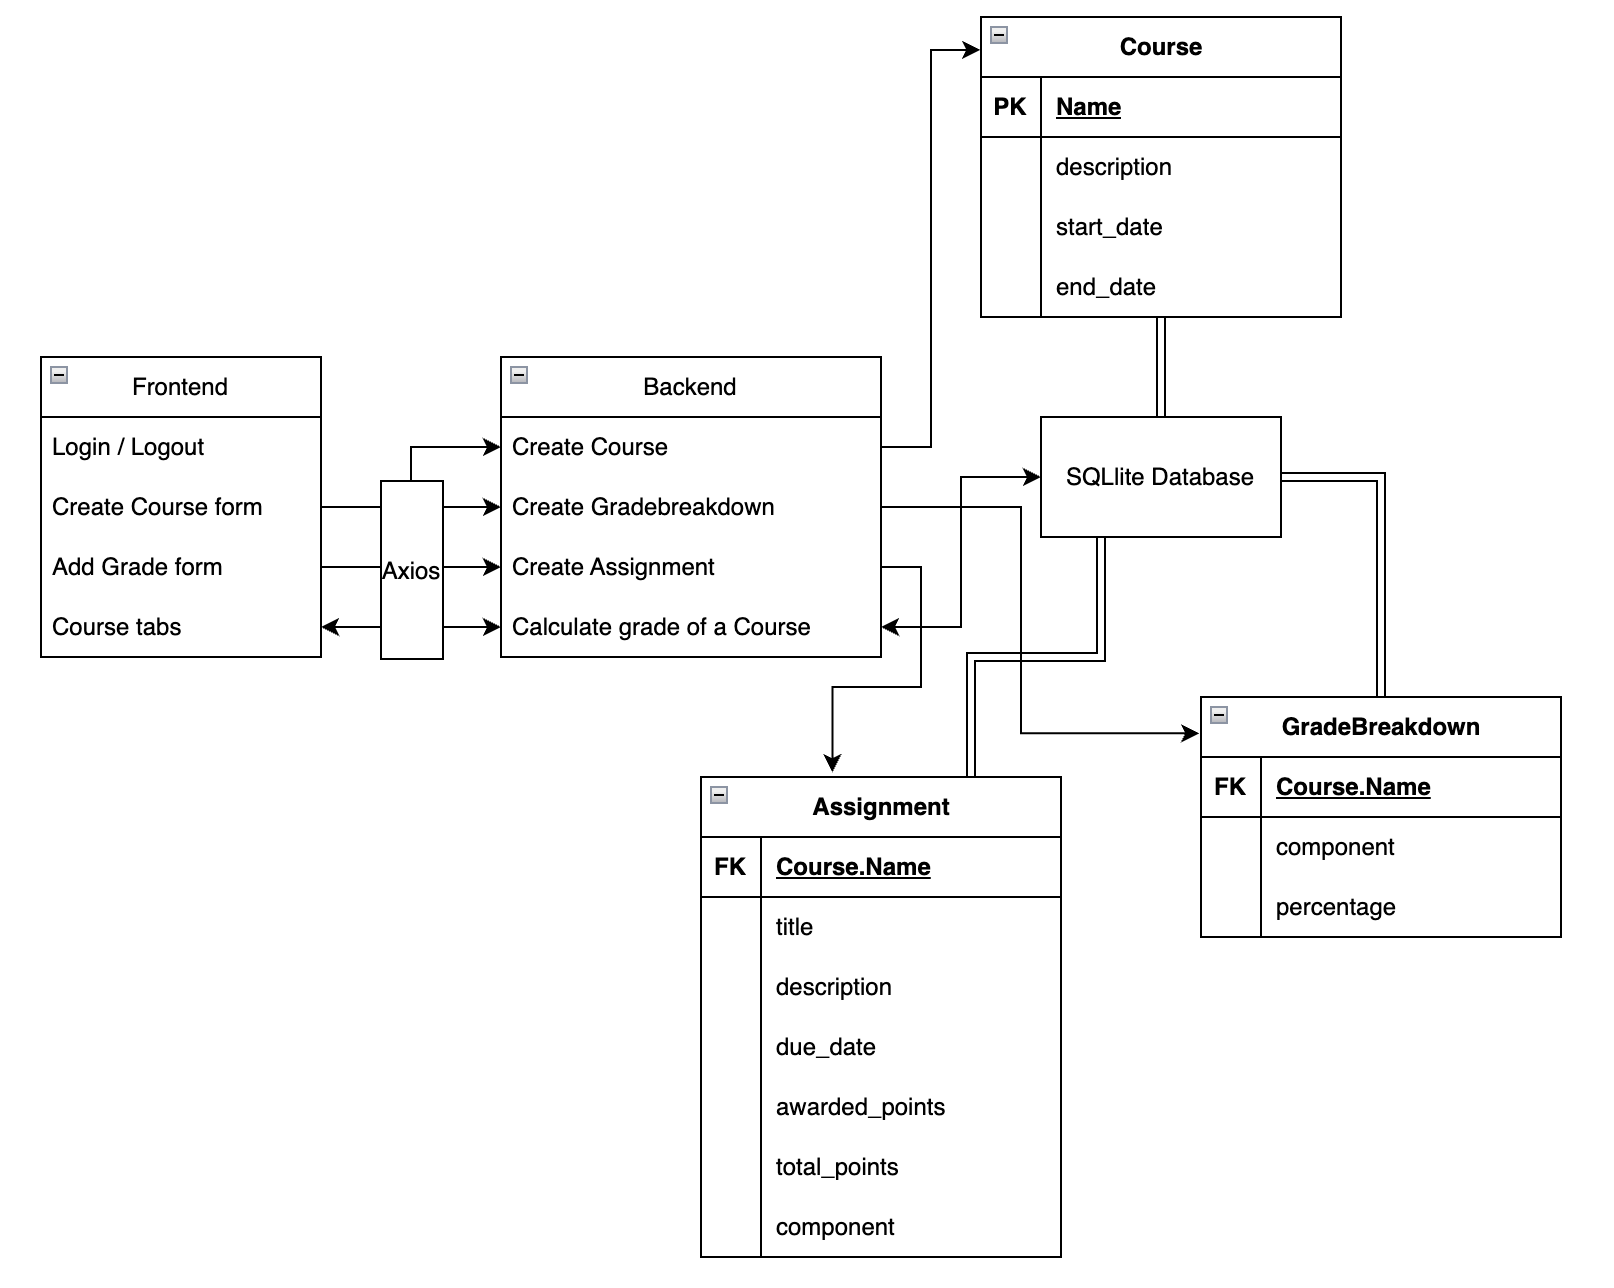 Course
PK
Name
description
start_date
end_date
Frontend
Login / Logout
Create Course form
Add Grade form
Course tabs
Axios
Backend
Create Course
Create Gradebreakdown
Create Assignment
Calculate grade of a Course
SQLlite Database
GradeBreakdown
FK
Course.Name
component
percentage
Assignment
FK
Course.Name
title
description
due_date
awarded_points
total_points
component